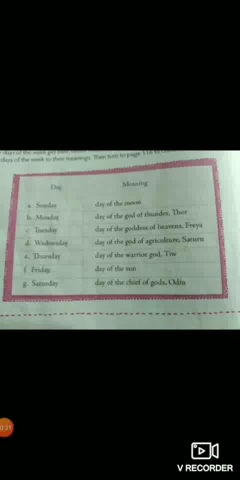 days of the week to their meanings. Then turn to page 118 to
Day Meaning
a. Sunday day of the moon
b. Monday day of the god of thunder, Thor
c. Tuesday day of the goddess of heavens, Freya
d. Wednesday day of the god of agriculture, Saturn
e. Thursday day of the warrior god, Tiw
f. Friday day of the sun
g. Saturday day of the chief of gods, Odin
V RECORDER